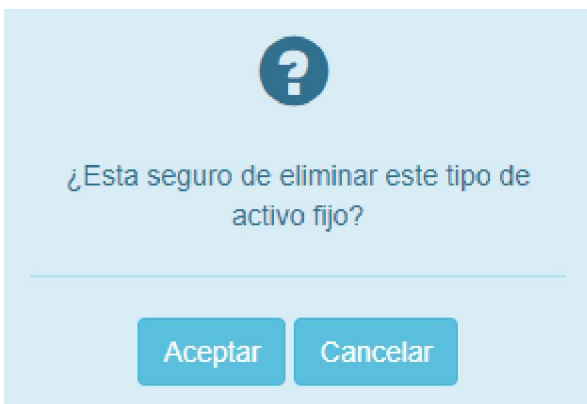 ¿Esta seguro de eliminar este tipo de
activo fijo?
Aceptar Cancelar